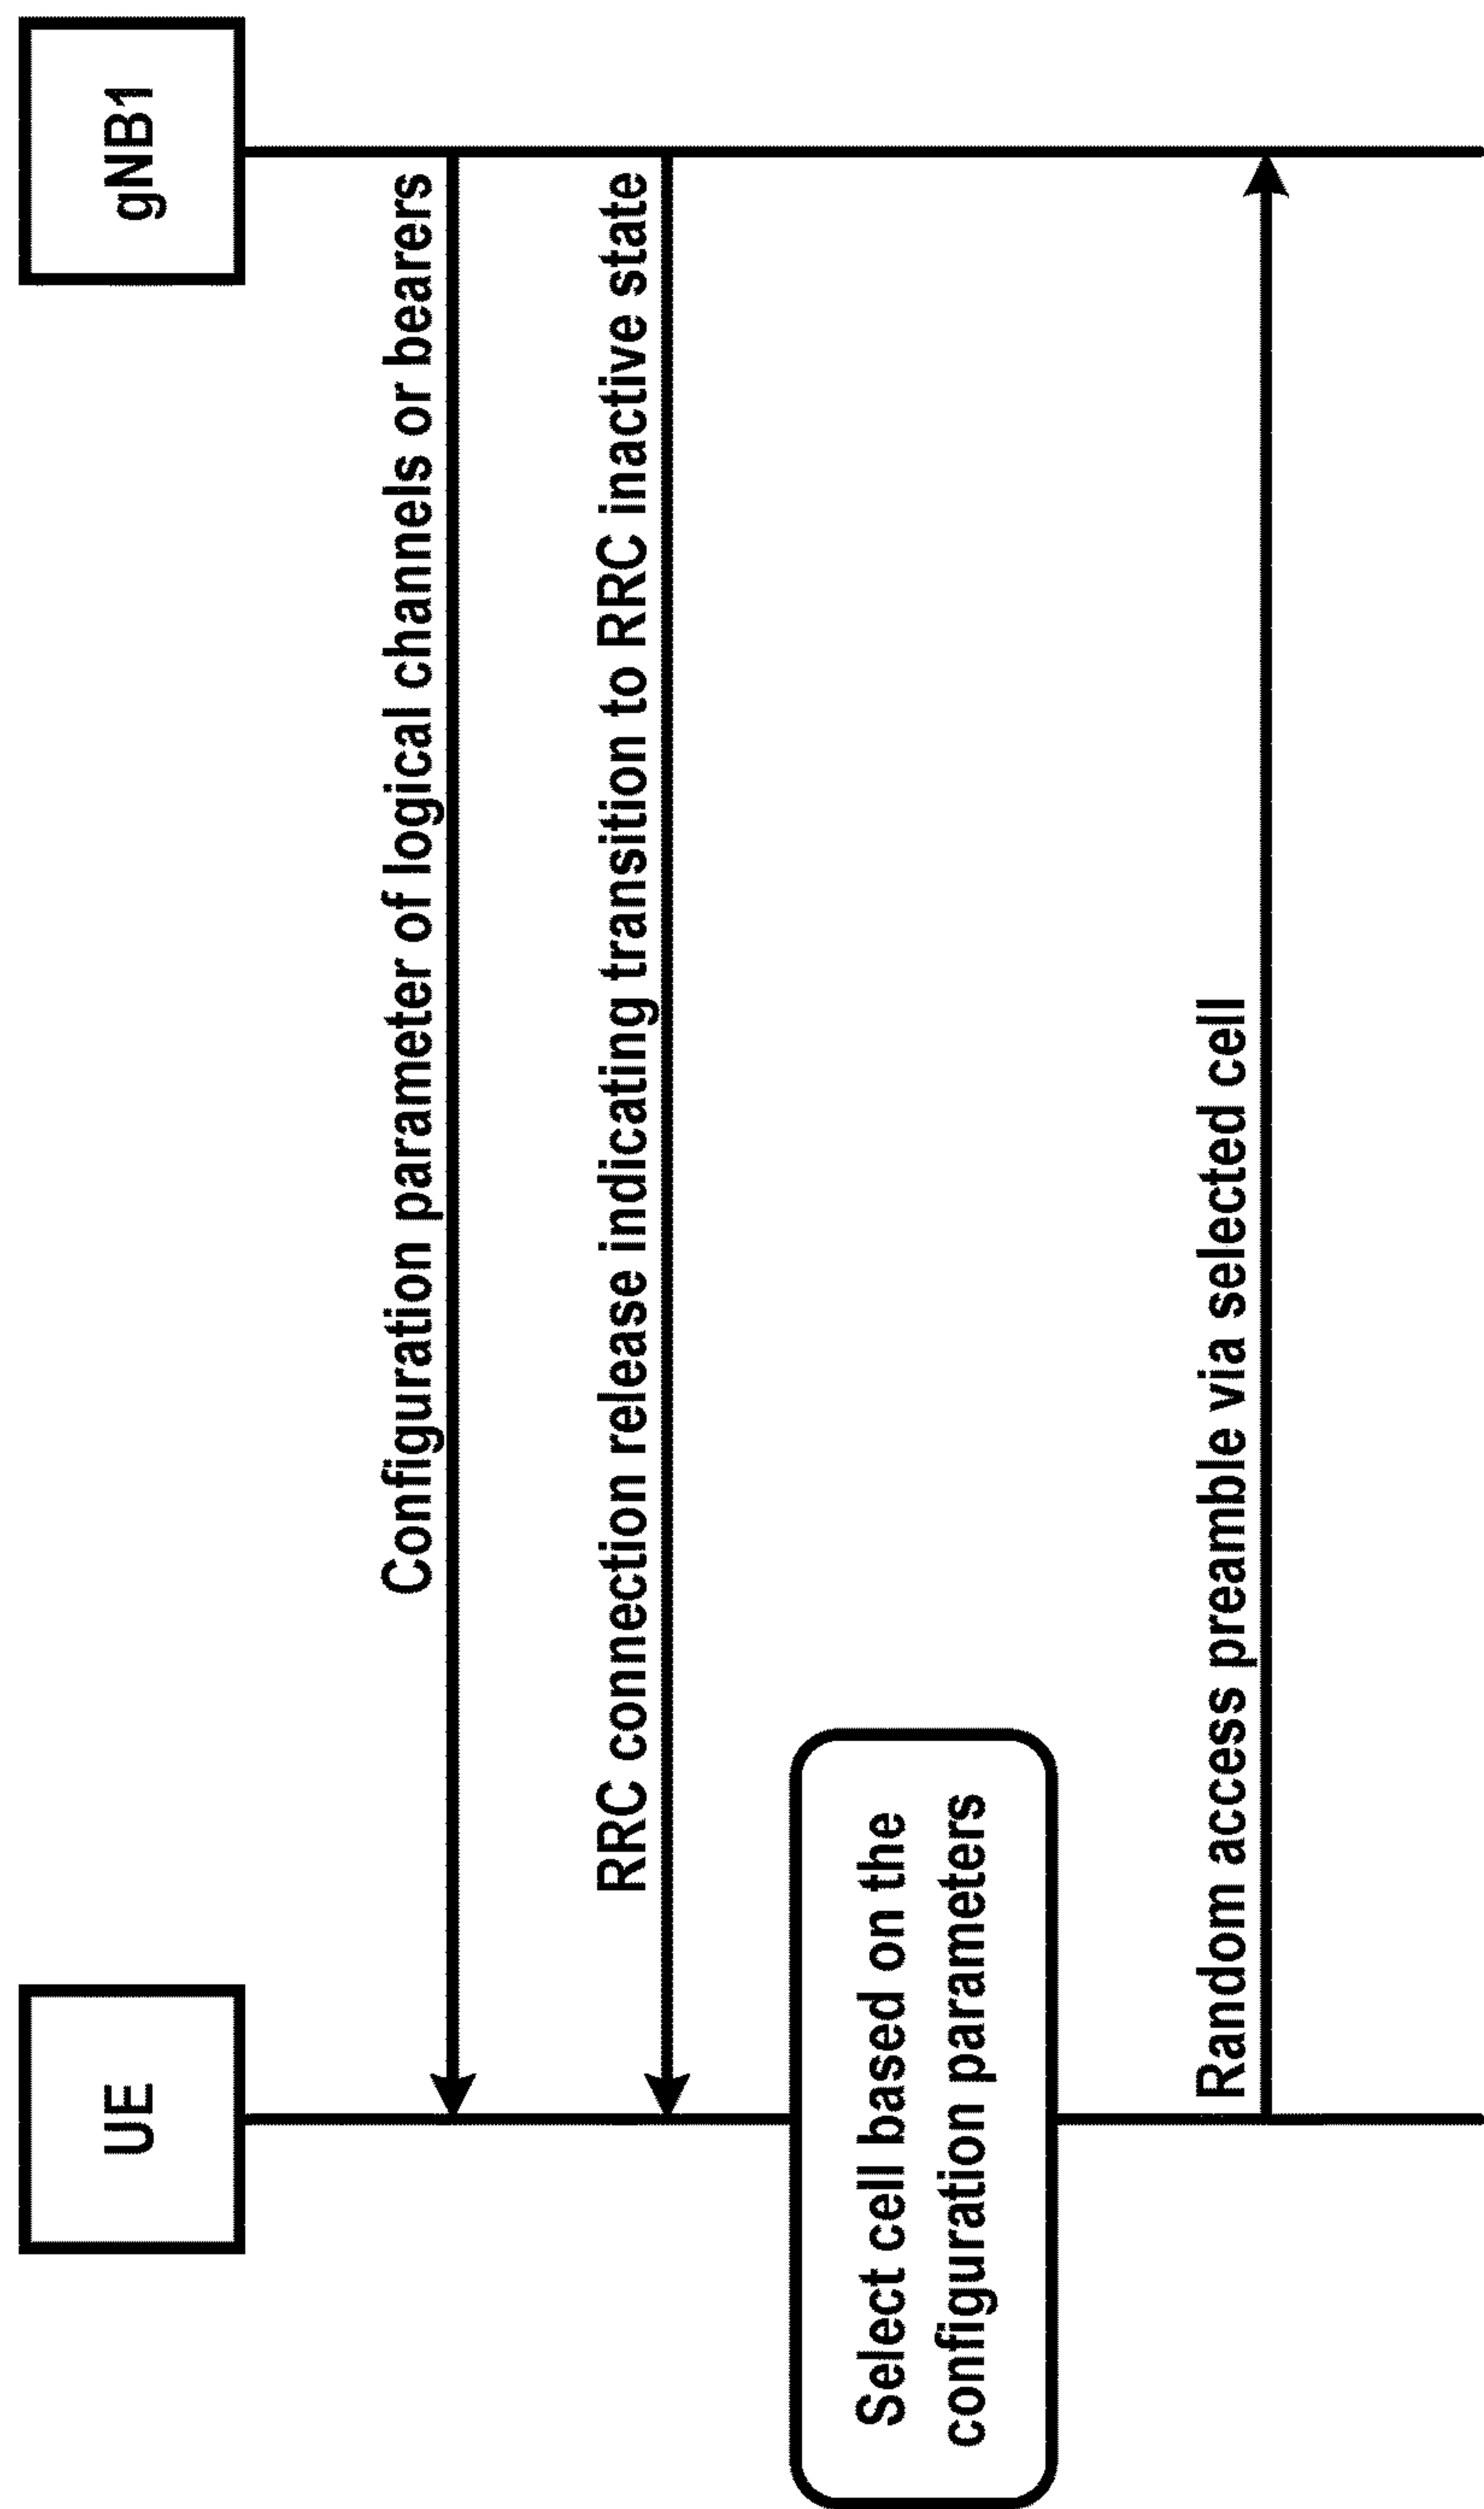 UE
gNB1
Configuration parameter of logical channels or bearers
RRC connection release indicating transition to RRC inactive state
Select cell based on the
configuration parameters
Random access preamble via selected cell